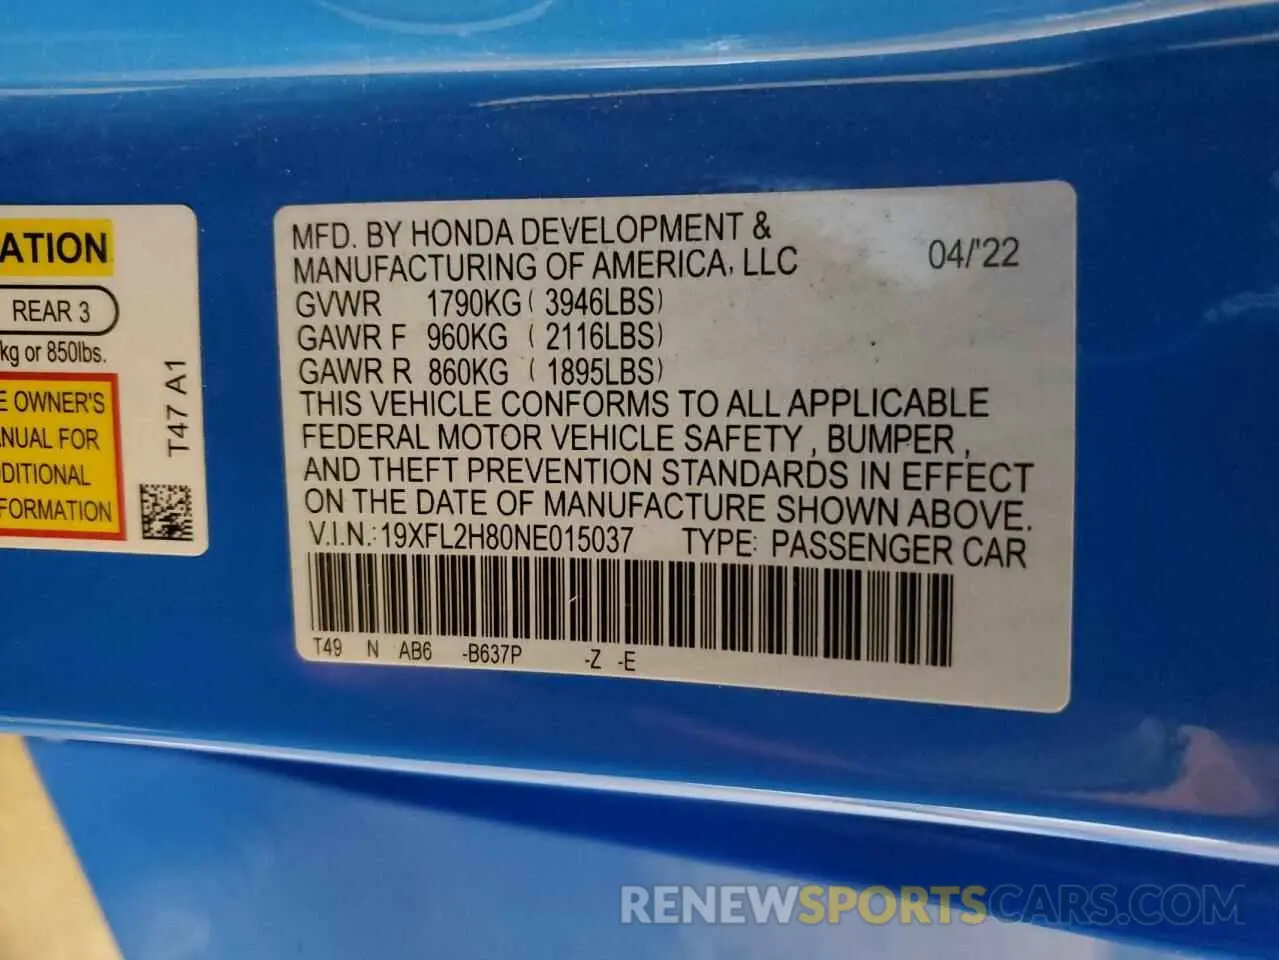 ATION
REAR 3
kg or 850lbs.
E OWNER'S
ANUAL FOR
DITIONAL
FORMATION
T47 A1
MFD. BY HONDA DEVELOPMENT &
MANUFACTURING OF AMERICA, LLC 04/'22
GVWR 1790KG ( 3946LBS)
GAWR F 960KG ( 2116LBS)
GAWR R 860KG ( 1895LBS)
THIS VEHICLE CONFORMS TO ALL APPLICABLE
FEDERAL MOTOR VEHICLE SAFETY, BUMPER,
AND THEFT PREVENTION STANDARDS IN EFFECT
ON THE DATE OF MANUFACTURE SHOWN ABOVE.
V.I.N.: 19XFL2H80NE015037 TYPE: PASSENGER CAR
T49 N AB6 -B637P -Z -E
RENEWSPORTSCARS.COM